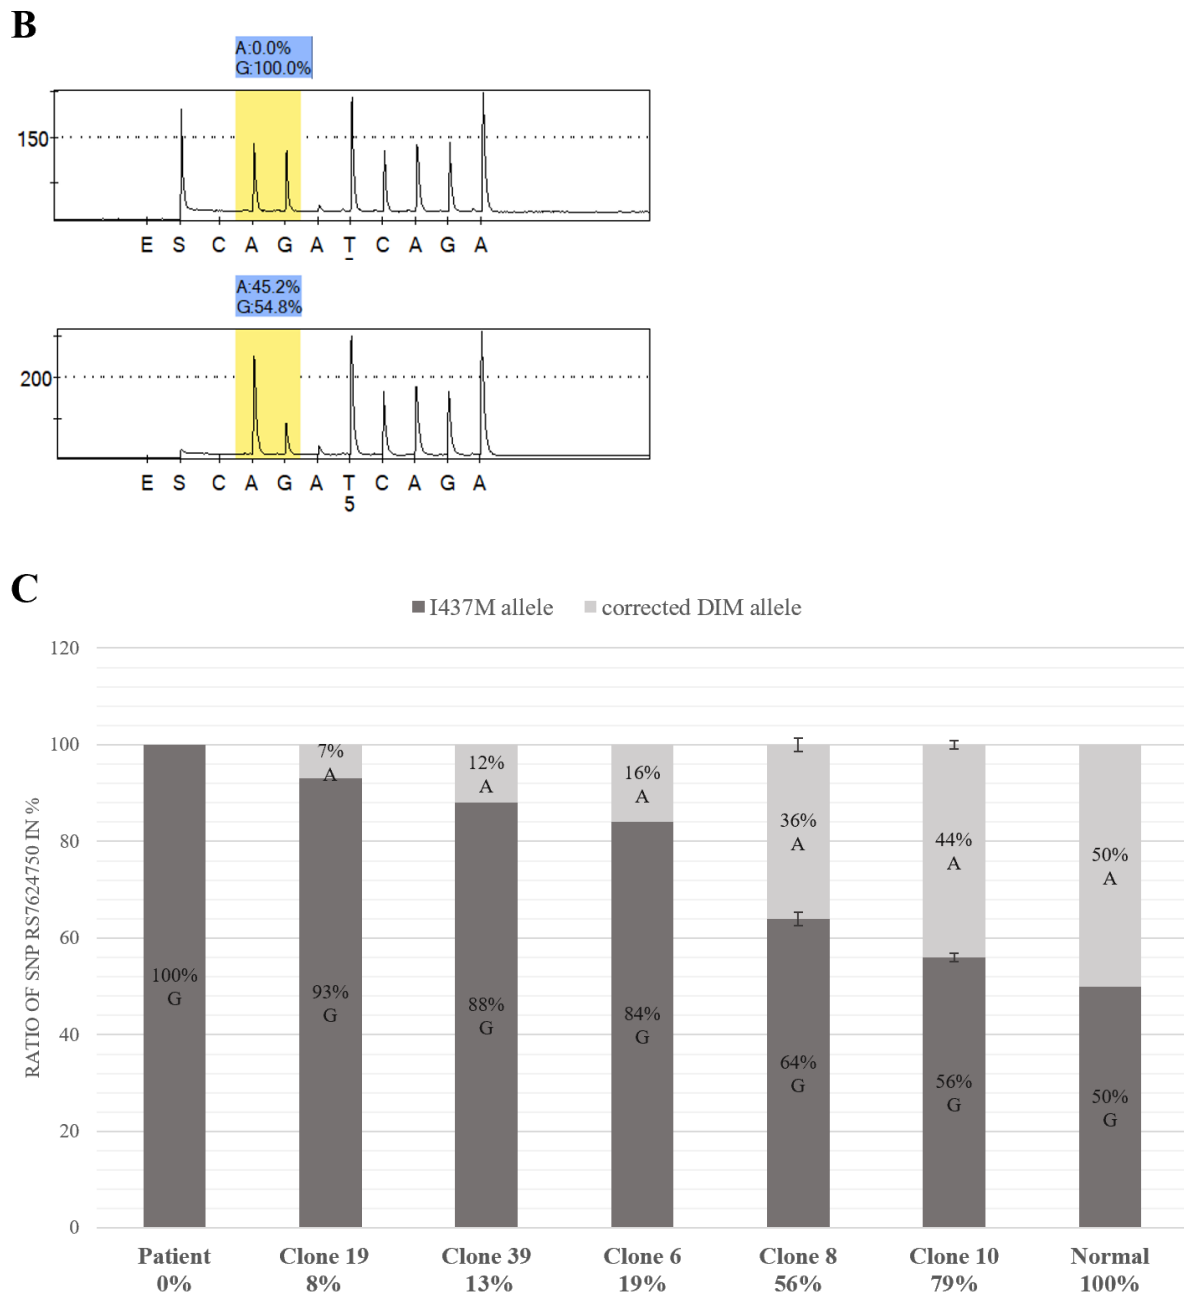 B
A:0.0%
G:100.0%
150
E S C A G A T C A G A
A:45.2%
G:54.8%
200
E S C A G A T C A G A
5
C
I437M allele corrected DIM allele
RATIO OF SNP RS7624750 IN %
120
100
80
60
40
20
0
100%
G
7%
A
93%
G
12%
A
88%
G
16%
A
84%
G
36%
A
64%
G
44%
A
56%
G
50%
A
50%
G
Patient Clone 19 Clone 39 Clone 6 Clone 8 Clone 10 Normal
0% 8% 13% 19% 56% 79% 100%